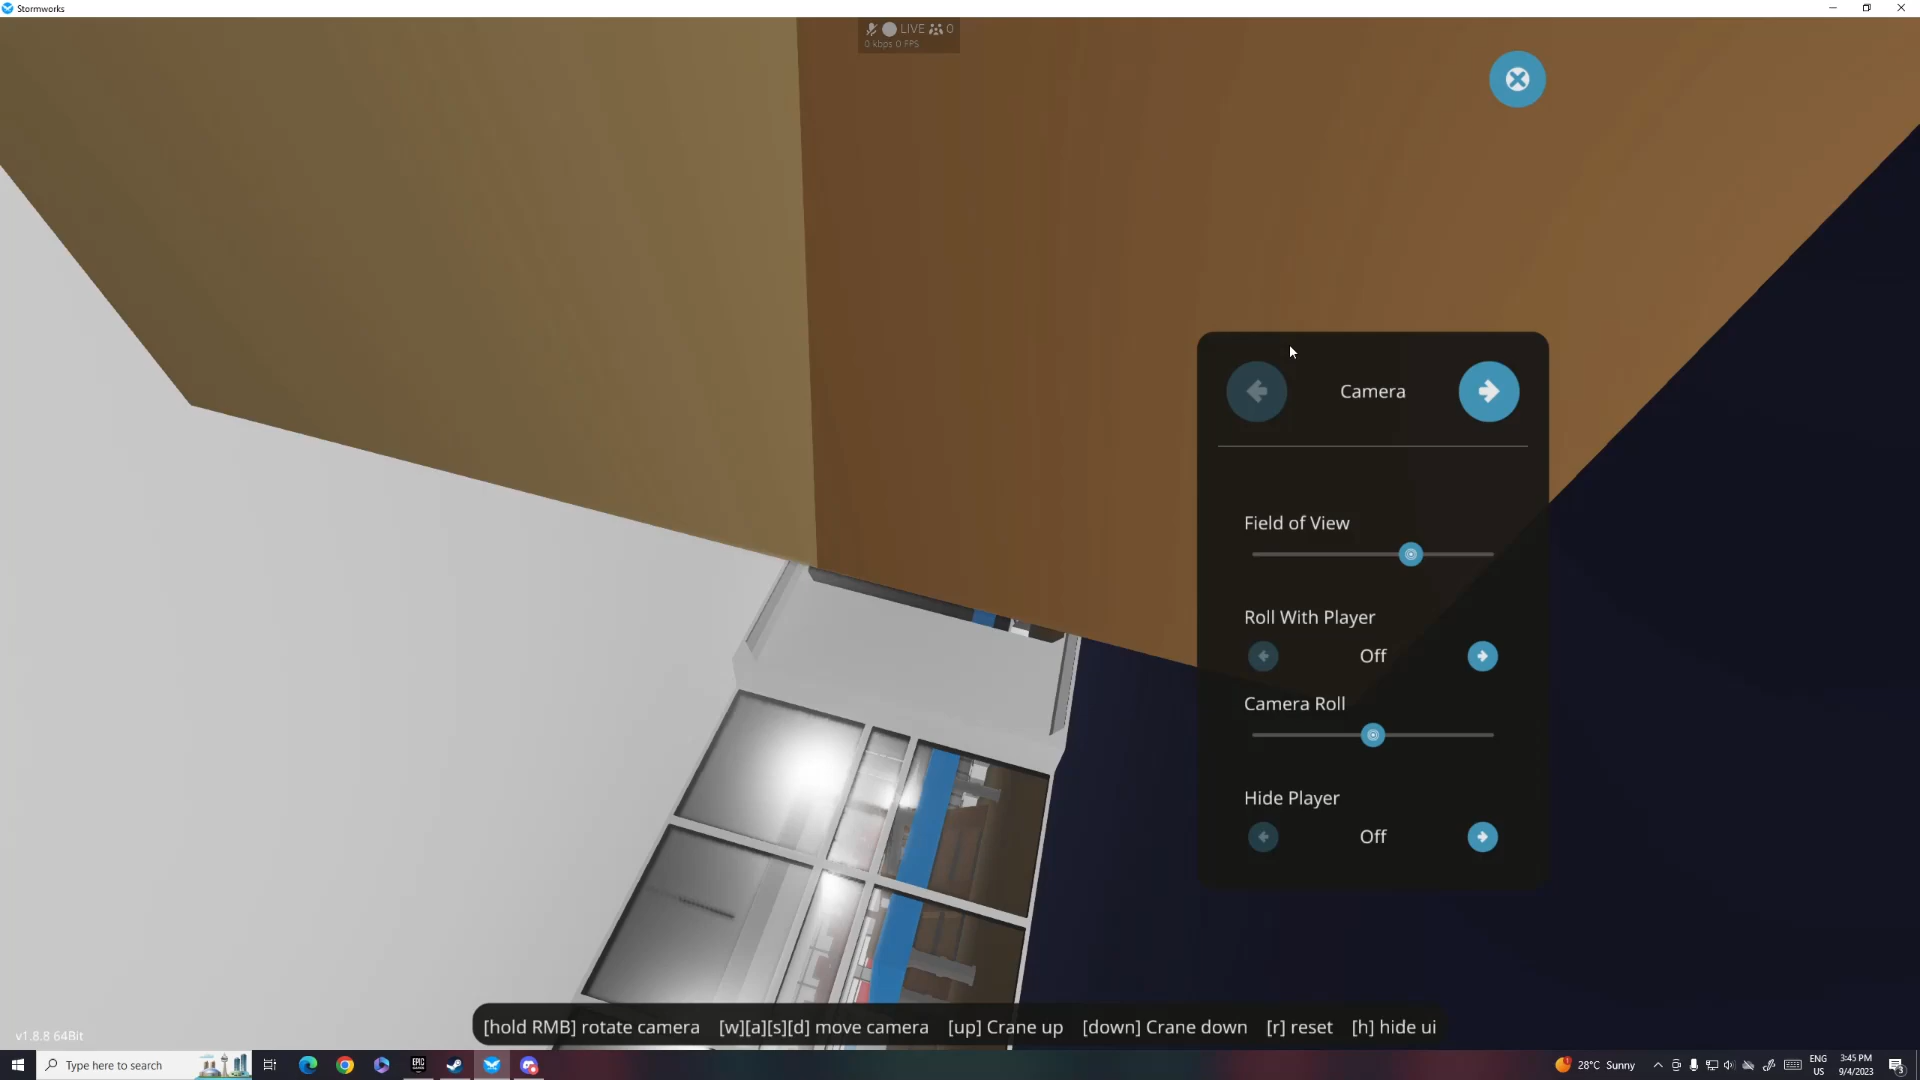 Stormworks
LIVE 0
0 kbps 0 FPS
Camera
Field of View
Roll With Player
Off
Camera Roll
Hide Player
Off
[hold RMB] rotate camera [w][a][s][d] move camera [up] Crane up [down] Crane down [r] reset [h] hide ui
v1.8.8 64Bit
Type here to search
EPIC
28°C Sunny
ENG
US
3:45 PM
9/4/2023
3